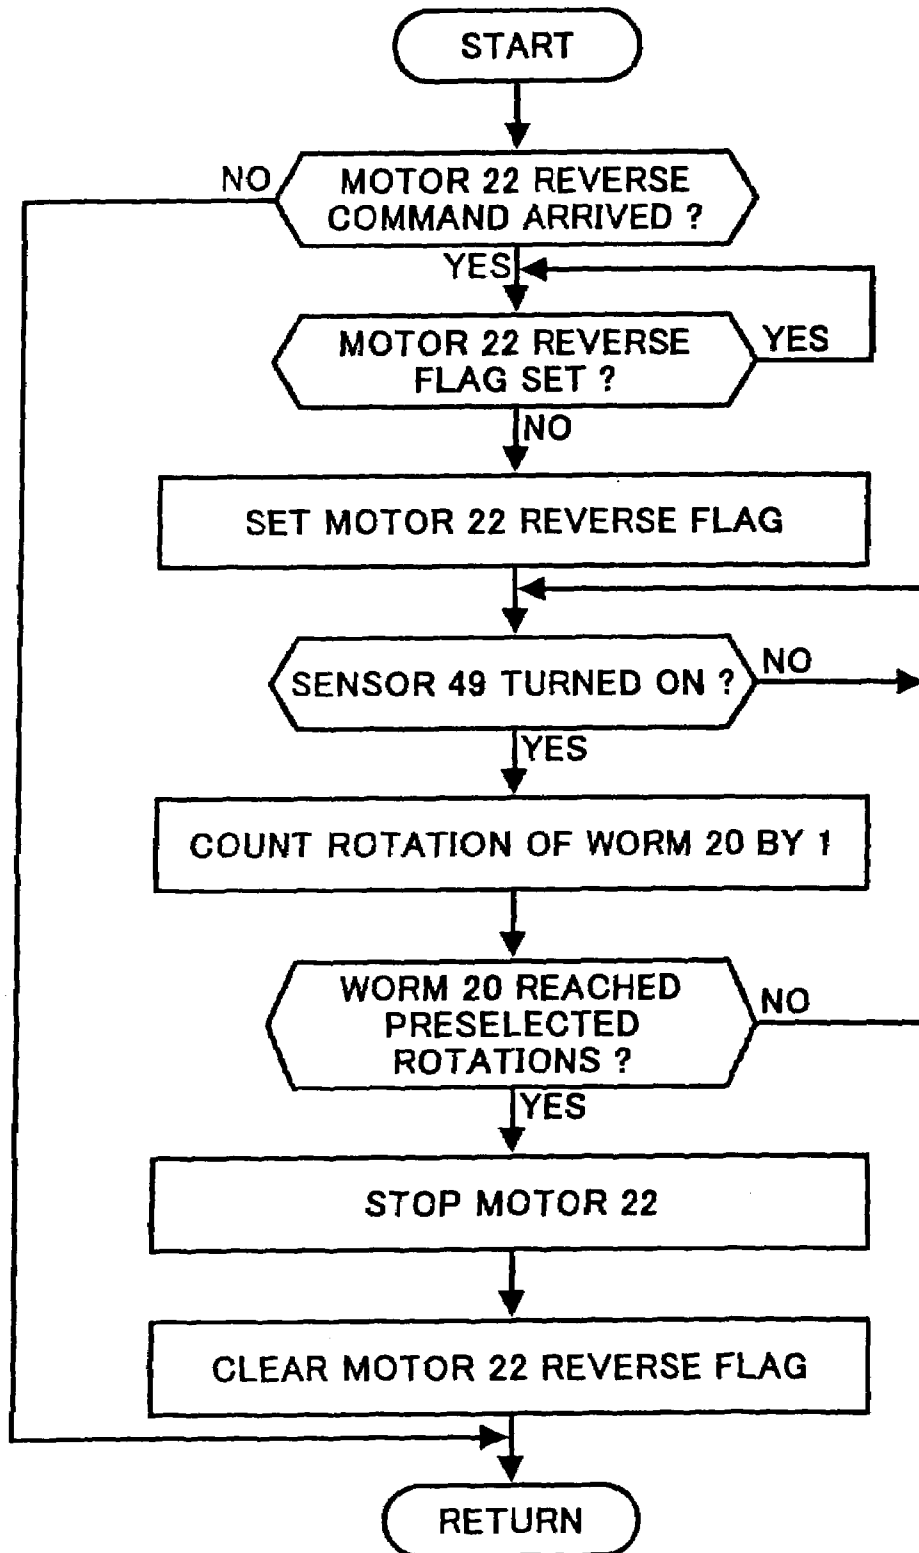 START
NO
MOTOR 22 REVERSE
COMMAND ARRIVED ?
YES
MOTOR 22 REVERSE
FLAG SET ?
YES
NO
SET MOTOR 22 REVERSE FLAG
SENSOR 49 TURNED ON ?
NO
YES
COUNT ROTATION OF WORM 20 BY 1
WORM 20 REACHED
PRESELECTED
ROTATIONS ?
NO
YES
STOP MOTOR 22
CLEAR MOTOR 22 REVERSE FLAG
RETURN